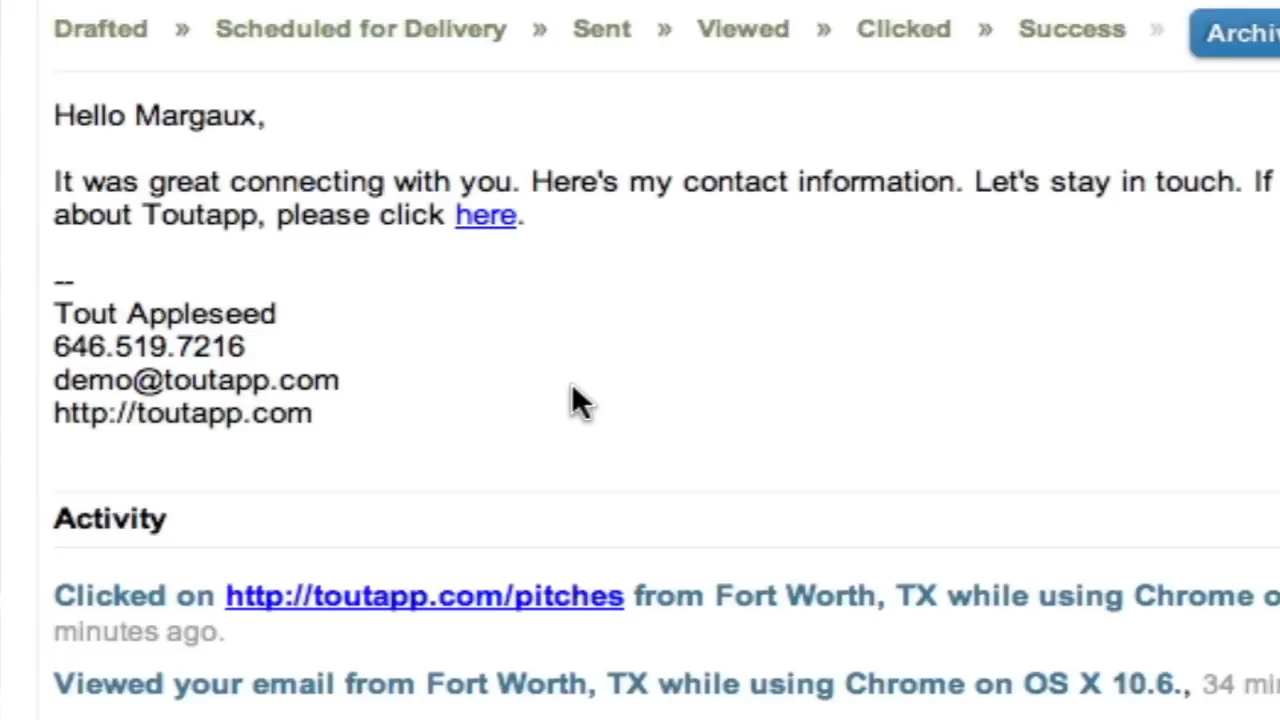 Drafted » Scheduled for Delivery » Sent » Viewed » Clicked » Success »
Hello Margaux,
It was great connecting with you. Here's my contact information. Let's stay in touch. If
about Toutapp, please click here.
--
Tout Appleseed
646.519.7216
demo@toutapp.com
http://toutapp.com
Activity
Clicked on http://toutapp.com/pitches from Fort Worth, TX while using Chrome
minutes ago.
Viewed your email from Fort Worth, TX while using Chrome on OS X 10.6., 34